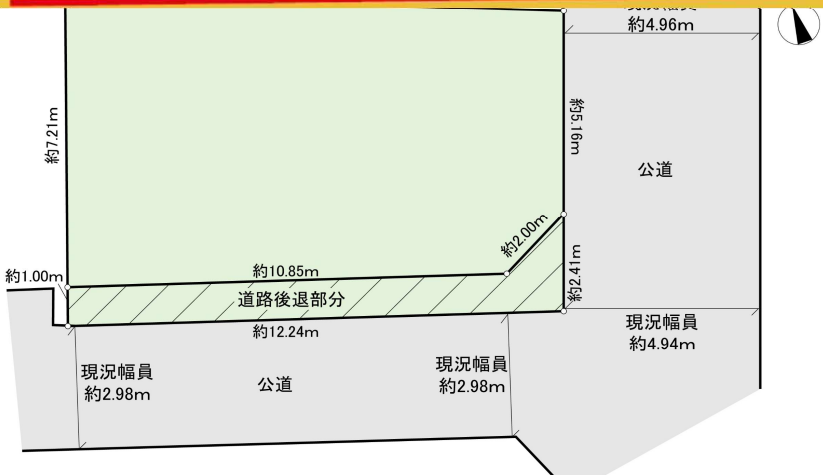 約4.96m
約7.21m
約5.16m
公道
約2.00m
約1.00m
約10.85m
約2.41m
道路後退部分
約12.24m
現況幅員
約4.94m
現況幅員
約2.98m
公道
現況幅員
約2.98m